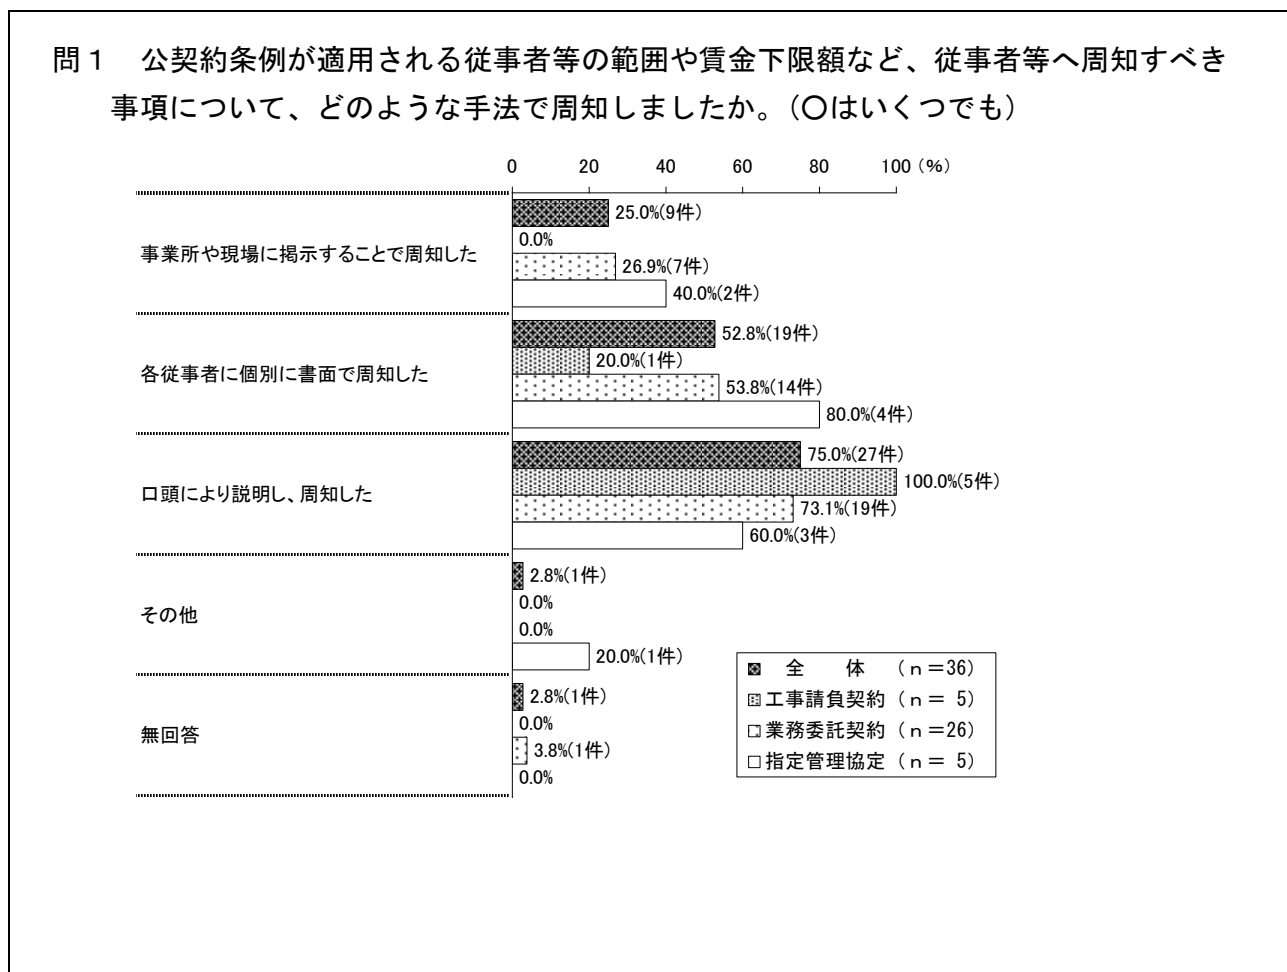 問１　公契約条例が適用される従事者等の範囲や賃金下限額など、従事者等へ周知すべき
事項について、どのような手法で周知しましたか。（〇はいくつでも）
0 20 40 60 80 100 (%)
事業所や現場に掲示することで周知した
25.0%(9件)
0.0%
26.9%(7件)
40.0%(2件)
各従事者に個別に書面で周知した
52.8%(19件)
20.0%(1件)
53.8%(14件)
80.0%(4件)
口頭により説明し、周知した
75.0%(27件)
100.0%(5件)
73.1%(19件)
60.0%(3件)
その他
2.8%(1件)
0.0%
0.0%
20.0%(1件)
無回答
2.8%(1件)
0.0%
3.8%(1件)
0.0%
全　体　（ｎ＝36）
工事請負契約（ｎ＝ 5）
業務委託契約（ｎ＝26）
指定管理協定（ｎ＝ 5）